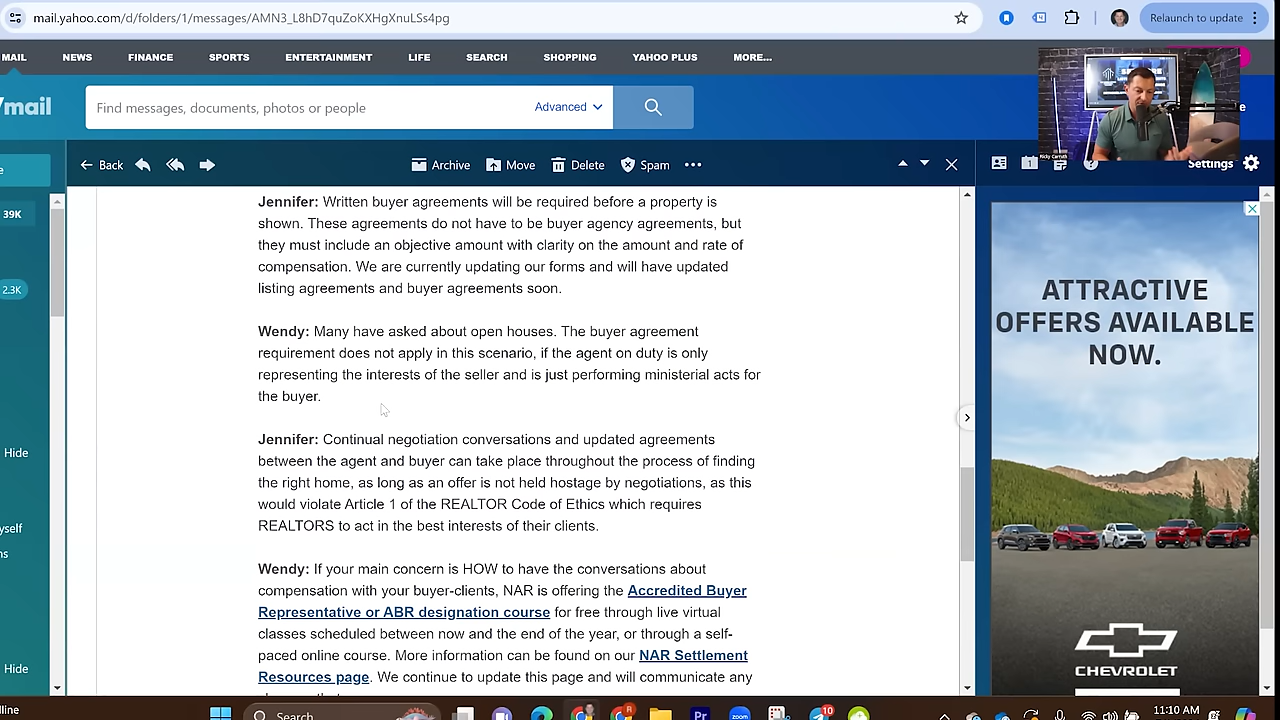 mail.yahoo.com/d/folders/1/messages/AMN3_L8hD7quZoKXHgXnuLSs4pg
Relaunch to update
MAIL NEWS FINANCE SPORTS ENTERTAINMENT LIFE SEARCH SHOPPING YAHOO PLUS MORE...
mail
Find messages, documents, photos or people
Advanced
Back
Archive
Move
Delete
Spam
Settings
39K
2.3K
Hide
yself
ns
Hide
lline
Jennifer: Written buyer agreements will be required before a property is
shown. These agreements do not have to be buyer agency agreements, but
they must include an objective amount with clarity on the amount and rate of
compensation. We are currently updating our forms and will have updated
listing agreements and buyer agreements soon.
Wendy: Many have asked about open houses. The buyer agreement
requirement does not apply in this scenario, if the agent on duty is only
representing the interests of the seller and is just performing ministerial acts for
the buyer.
Jennifer: Continual negotiation conversations and updated agreements
between the agent and buyer can take place throughout the process of finding
the right home, as long as an offer is not held hostage by negotiations, as this
would violate Article 1 of the REALTOR Code of Ethics which requires
REALTORS to act in the best interests of their clients.
Wendy: If your main concern is HOW to have the conversations about
compensation with your buyer-clients, NAR is offering the Accredited Buyer
Representative or ABR designation course for free through live virtual
classes scheduled between now and the end of the year, or through a self-
paced online course. More information can be found on our NAR Settlement
Resources page. We continue to update this page and will communicate any
ATTRACTIVE
OFFERS AVAILABLE
NOW.
CHEVROLET
Search
Pr
zoom
10
11:10 AM